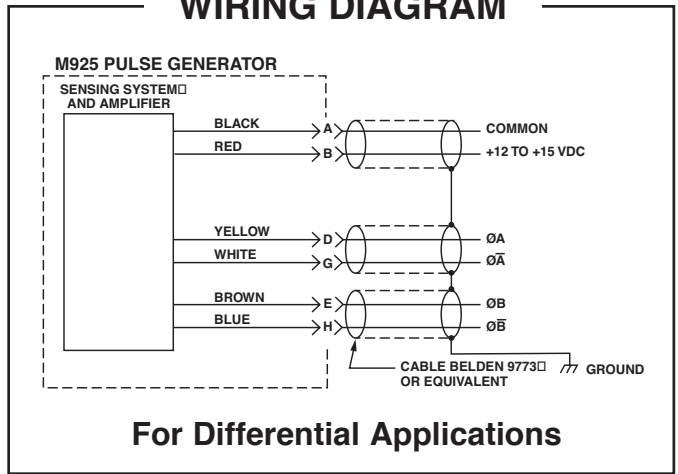 WIRING DIAGRAM
M925 PULSE GENERATOR
SENSING SYSTEM□
AND AMPLIFIER
BLACK A COMMON
RED B +12 TO +15 VDC
YELLOW D ØA
WHITE G ØA̅
BROWN E ØB
BLUE H ØB̅
CABLE BELDEN 9773□
OR EQUIVALENT
GROUND
For Differential Applications